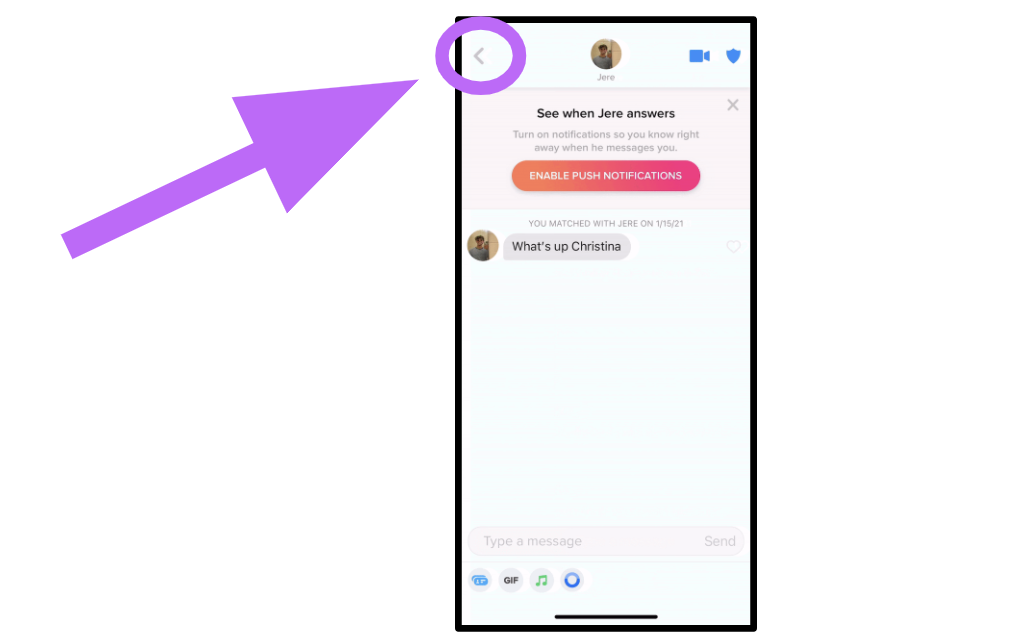 Jere
See when Jere answers
Turn on notifications so you know right
away when he messages you.
ENABLE PUSH NOTIFICATIONS
YOU MATCHED WITH JERE ON 1/15/21
What's up Christina
Type a message Send
GIF